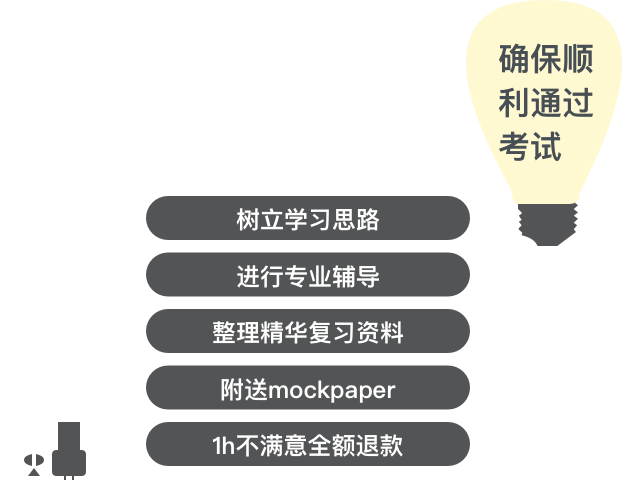 确保顺
利通过
考试
树立学习思路
进行专业辅导
整理精华复习资料
附送mockpaper
1h不满意全额退款